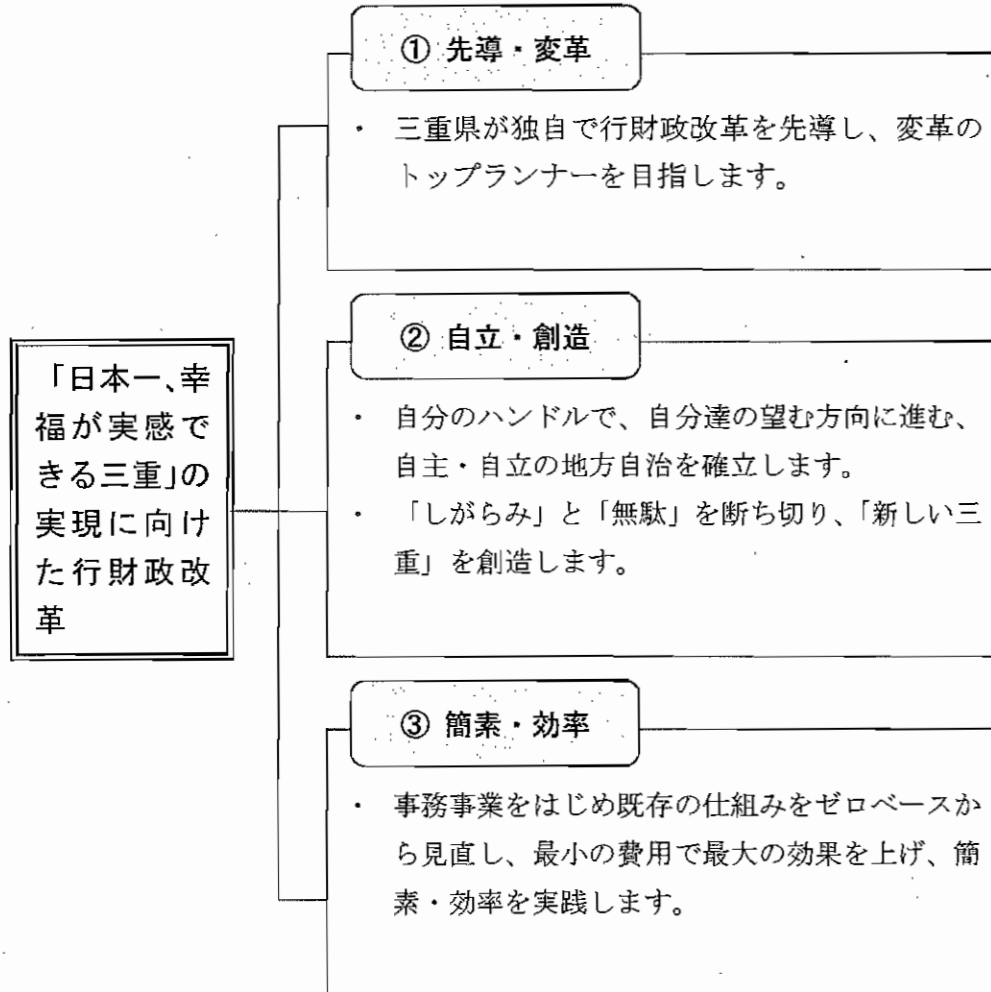 「日本一、幸
福が実感で
きる三重」の
実現に向け
た行財政改
革
① 先導・変革
・ 三重県が独自で行財政改革を先導し、変革の
トップランナーを目指します。
② 自立・創造
・ 自分のハンドルで、自分達の望む方向に進む、
自主・自立の地方自治を確立します。
・ 「しがらみ」と「無駄」を断ち切り、「新しい三
重」を創造します。
③ 簡素・効率
・ 事務事業をはじめ既存の仕組みをゼロベースか
ら見直し、最小の費用で最大の効果を上げ、簡
素・効率を実践します。